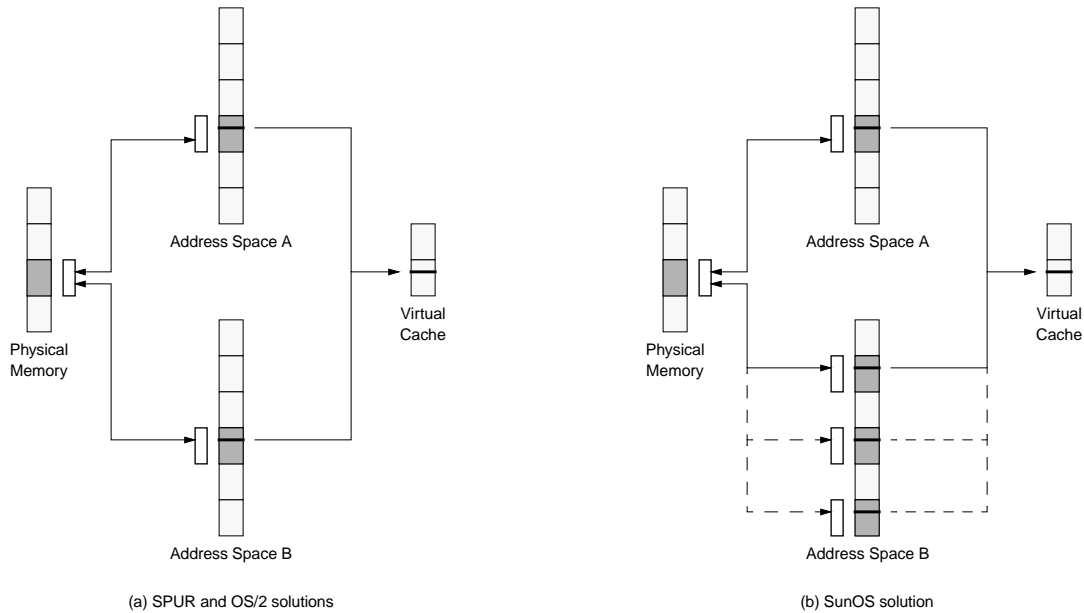 Address Space A
Physical
Memory
Virtual
Cache
Address Space B
(a) SPUR and OS/2 solutions
Address Space A
Physical
Memory
Virtual
Cache
Address Space B
(b) SunOS solution